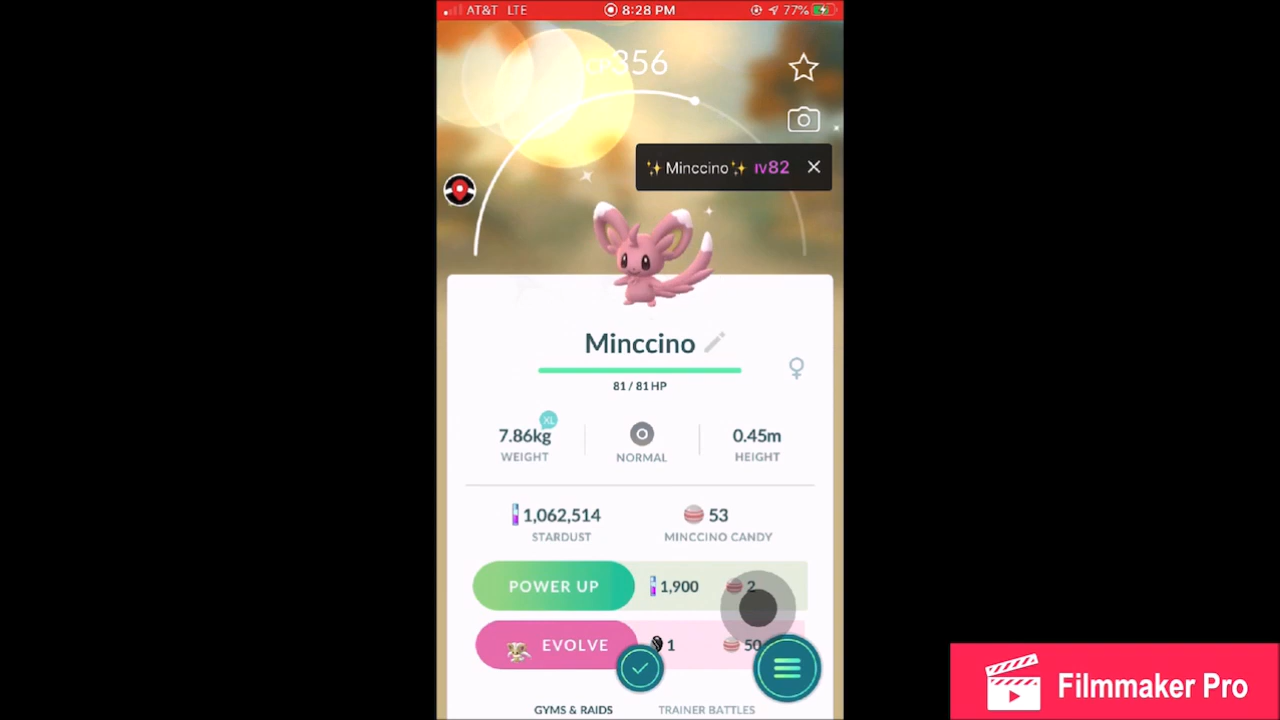 AT&T LTE 8:28 PM 77%
CP356
✨Minccino✨ IV82 ✕
Minccino
81 / 81 HP
XL
7.86kg 0.45m
WEIGHT NORMAL HEIGHT
1,062,514 53
STARDUST MINCCINO CANDY
POWER UP 1,900 2
EVOLVE 1 50
GYMS & RAIDS TRAINER BATTLES
Filmmaker Pro